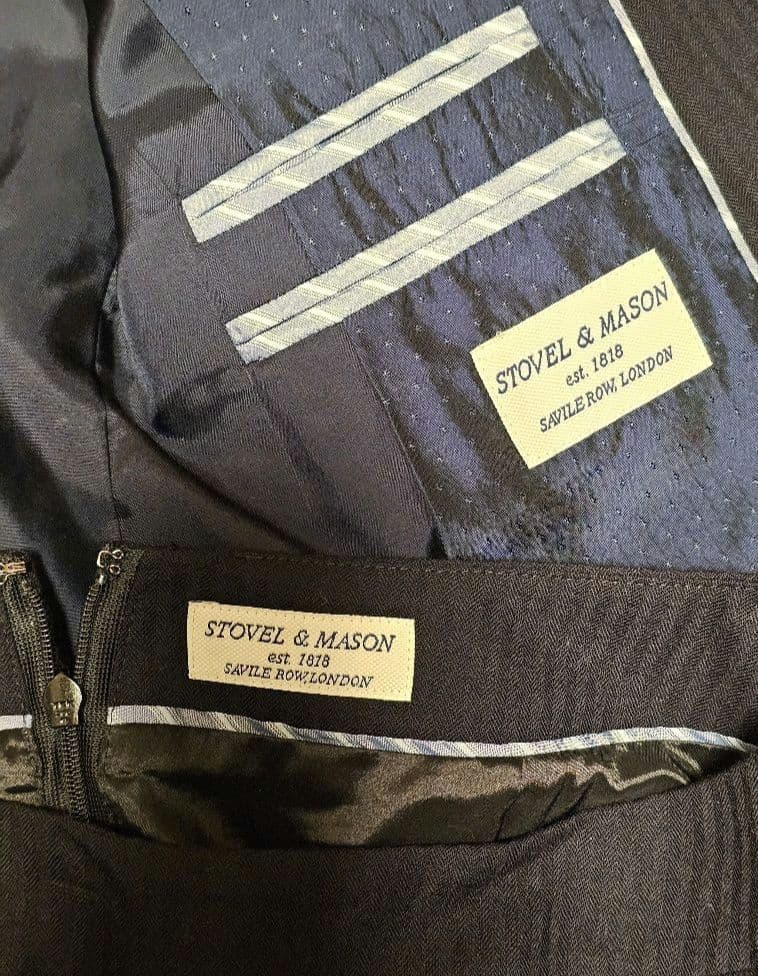 STOVEL & MASON
est. 1818
SAVILE ROW, LONDON
STOVEL & MASON
est. 1818
SAVILE ROW, LONDON